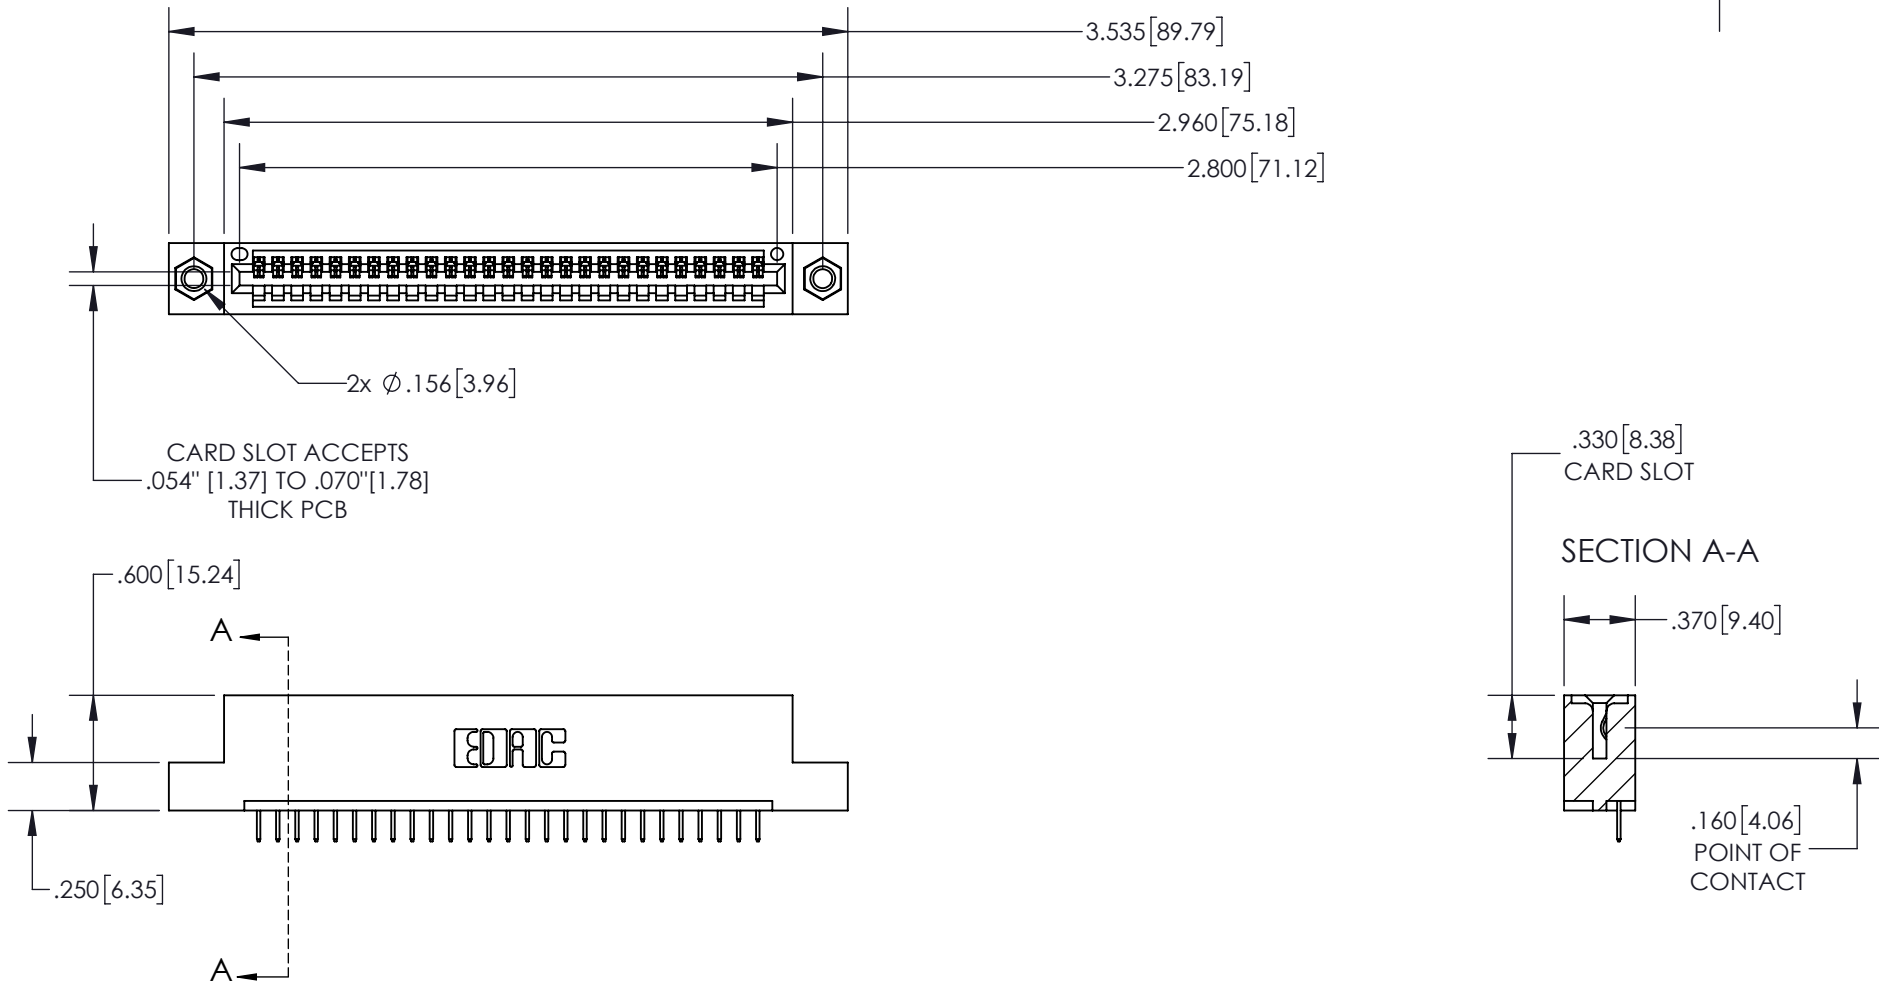 3.535[89.79]
3.275[83.19]
2.960[75.18]
2.800[71.12]
2x ⌀.156[3.96]
CARD SLOT ACCEPTS
.054" [1.37] TO .070"[1.78]
THICK PCB
.330[8.38]
CARD SLOT
SECTION A-A
.600[15.24]
A
.370[9.40]
EDAC
.160[4.06]
POINT OF
CONTACT
.250[6.35]
A